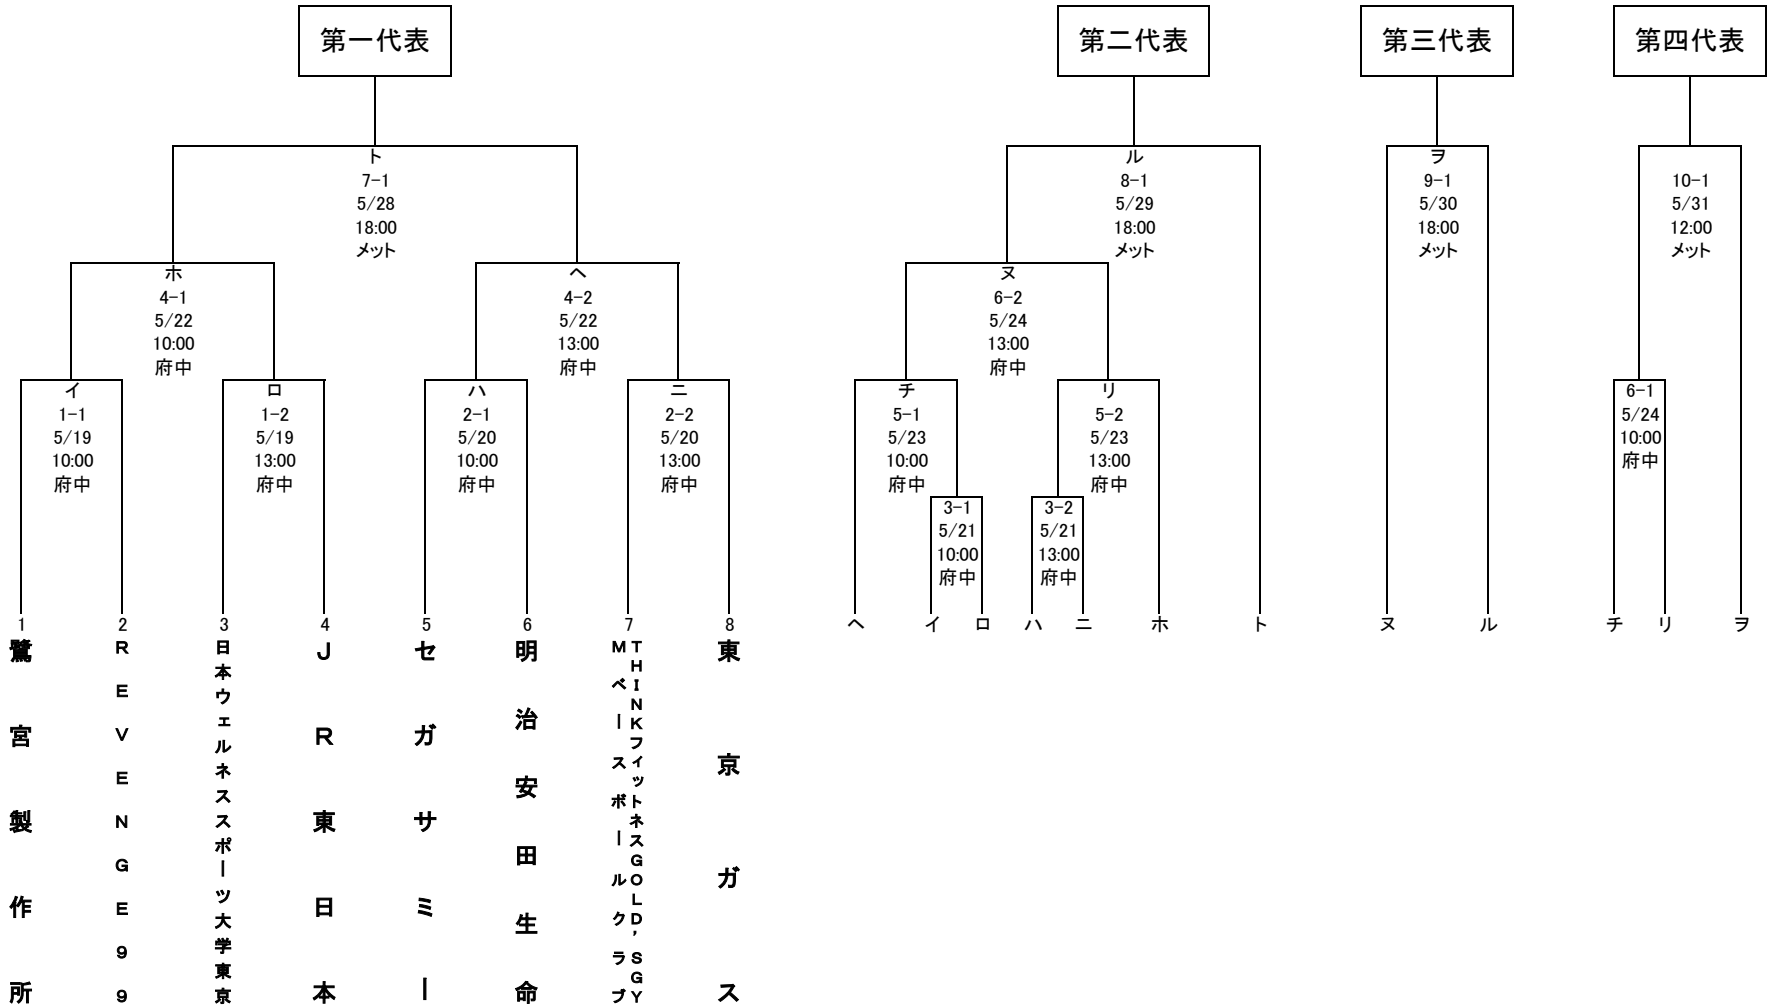 第一代表
第二代表
第三代表
第四代表
ト
7-1
5/28
18:00
メット
ル
8-1
5/29
18:00
メット
ヲ
9-1
5/30
18:00
メット
10-1
5/31
12:00
メット
ホ
4-1
5/22
10:00
府中
ヘ
4-2
5/22
13:00
府中
ヌ
6-2
5/24
13:00
府中
イ
1-1
5/19
10:00
府中
ロ
1-2
5/19
13:00
府中
ハ
2-1
5/20
10:00
府中
ニ
2-2
5/20
13:00
府中
チ
5-1
5/23
10:00
府中
リ
5-2
5/23
13:00
府中
6-1
5/24
10:00
府中
3-1
5/21
10:00
府中
3-2
5/21
13:00
府中
1
鷺宮製作所
2
REVENGE99
3
日本ウェルネススポーツ大学東京
4
JR東日本
5
セガサミー
6
明治安田生命
7
THINKフィットネスGOLD'SGY
Mベースボールクラブ
8
東京ガス
ヘ
イ
ロ
ハ
ニ
ホ
ト
ヌ
ル
チ
リ
ヲ